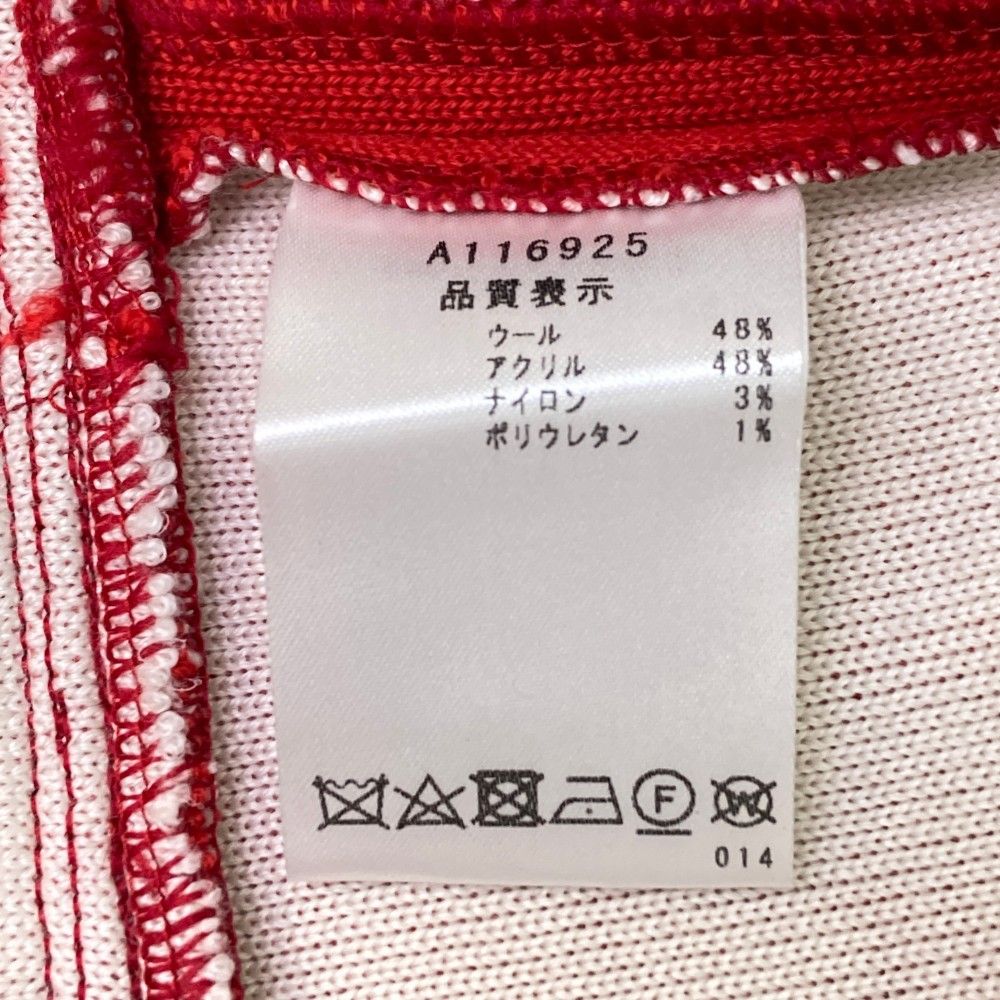 A116925
品質表示
ウール 48%
アクリル 48%
ナイロン 3%
ポリウレタン 1%
F W
014